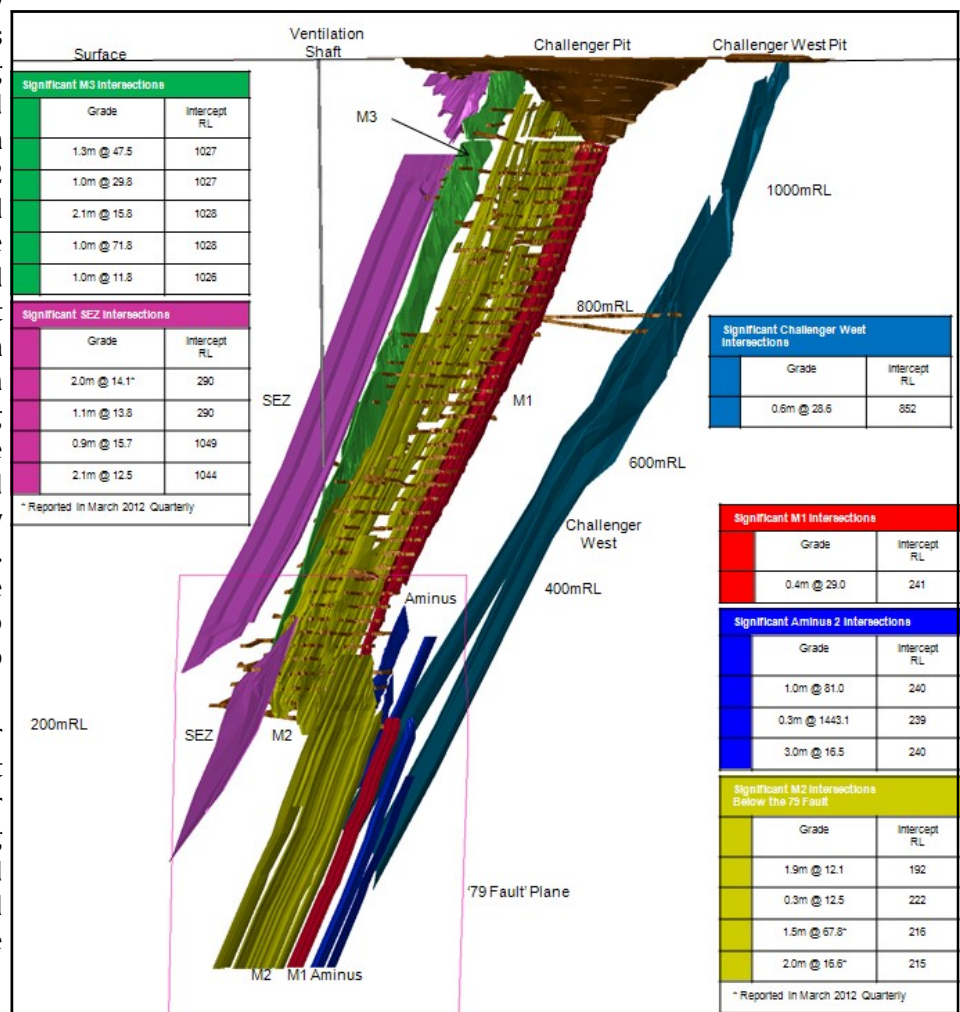 Surface
Ventilation
Shaft
Challenger Pit
Challenger West Pit
Significant M3 Intersections
Grade Intercept RL
1.3m @ 47.5 1027
1.0m @ 29.8 1027
2.1m @ 15.8 1028
1.0m @ 71.8 1028
1.0m @ 11.8 1026
Significant SEZ Intersections
Grade Intercept RL
2.0m @ 14.1* 290
1.1m @ 13.8 290
0.9m @ 15.7 1049
2.1m @ 12.5 1044
* Reported in March 2012 Quarterly
M3
1000mRL
800mRL
SEZ
M1
600mRL
Challenger
West
400mRL
Aminus
200mRL
SEZ
M2
'79 Fault' Plane
M2 M1 Aminus
Significant Challenger West
Intersections
Grade Intercept RL
0.6m @ 28.6 852
Significant M1 Intersections
Grade Intercept RL
0.4m @ 29.0 241
Significant Aminus 2 Intersections
Grade Intercept RL
1.0m @ 81.0 240
0.3m @ 1443.1 239
3.0m @ 16.5 240
Significant M2 Intersections
Below the 79 Fault
Grade Intercept RL
1.9m @ 12.1 192
0.3m @ 12.5 222
1.5m @ 67.8* 216
2.0m @ 16.6* 215
* Reported in March 2012 Quarterly